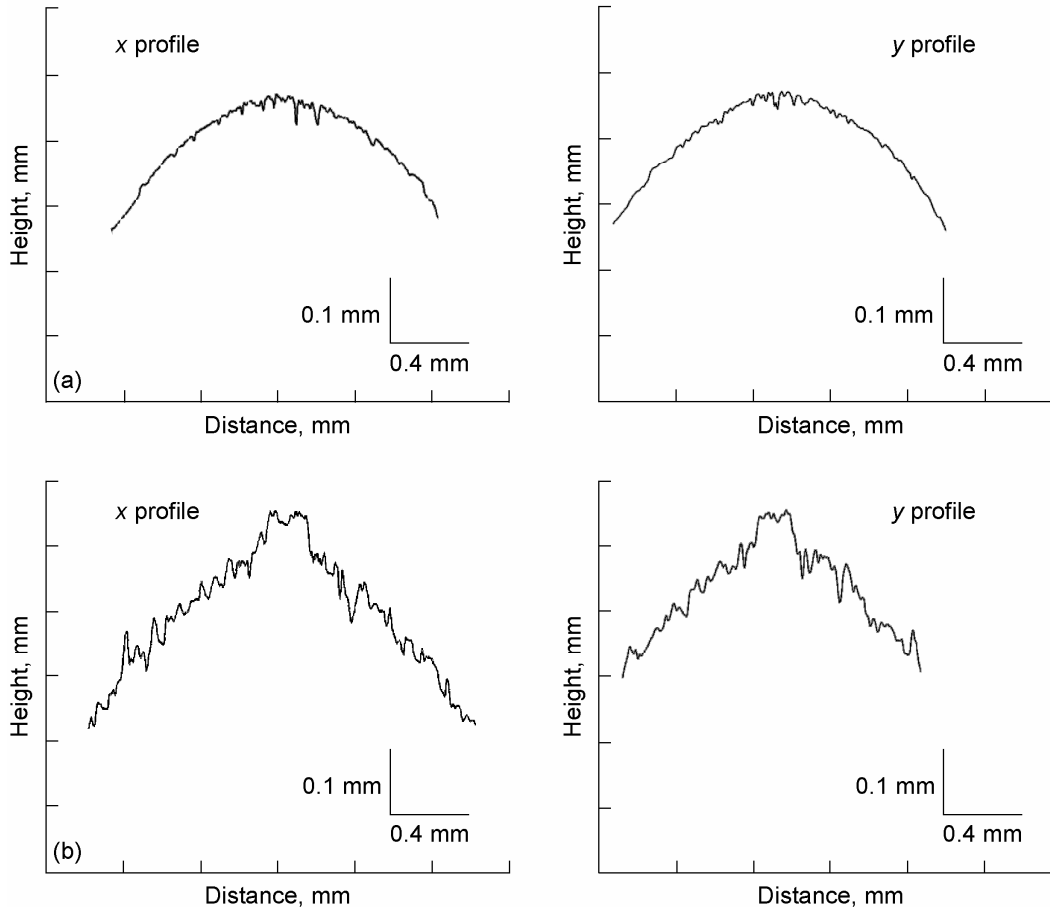 x profile
Height, mm
0.1 mm
0.4 mm
(a)
Distance, mm
y profile
Height, mm
0.1 mm
0.4 mm
Distance, mm
x profile
Height, mm
0.1 mm
0.4 mm
(b)
Distance, mm
y profile
Height, mm
0.1 mm
0.4 mm
Distance, mm